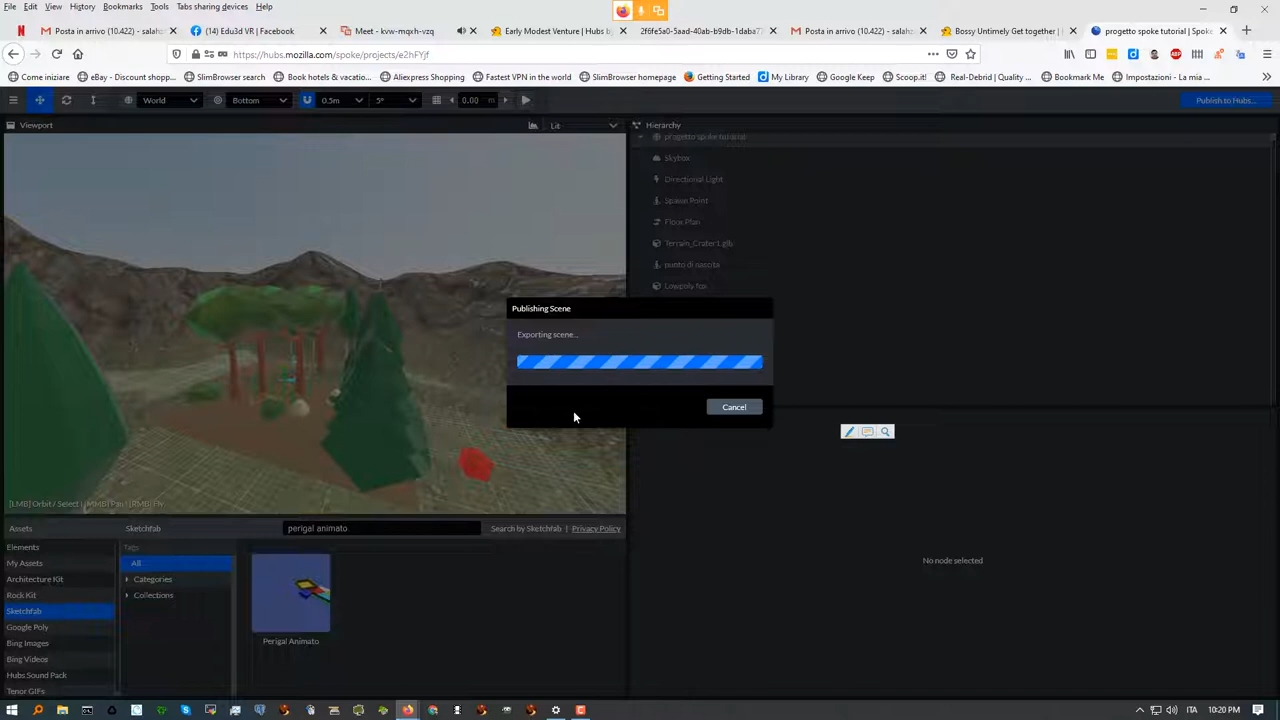 File Edit View History Bookmarks Tools Tabs sharing devices Help
Posta in arrivo (10.422) - salah (14) Edu3d VR | Facebook Meet - kvw-mqxh-vzq Early Modest Venture | Hubs by 2f6fe5a0-5aad-40ab-b9db-1daba7 Posta in arrivo (10.422) - salah Bossy Untimely Get together | progetto spoke tutorial | Spoke
https://hubs.mozilla.com/spoke/projects/e2hFYjf
Come iniziare eBay - Discount shopp... SlimBrowser search Book hotels & vacatio... Aliexpress Shopping Fastest VPN in the world SlimBrowser homepage Getting Started My Library Google Keep Scoop.it! Real-Debrid | Quality ... Bookmark Me Impostazioni - La mia ...
World Bottom 0.5m 5° 0.00 m Publish to Hubs...
Viewport Lit Hierarchy
progetto spoke tutorial
Skybox
Directional Light
Spawn Point
Floor Plan
Terrain_Crater1.glb
punto di nascita
Lowpoly fox
Publishing Scene
Exporting scene...
Cancel
[LMB] Orbit / Select | [MMB] Pan | [RMB] Fly
Assets Sketchfab perigal animato Search by Sketchfab | Privacy Policy
Elements
My Assets
Architecture Kit
Rock Kit
Sketchfab
Google Poly
Bing Images
Bing Videos
Hubs Sound Pack
Tenor GIFs
Tags
All
Categories
Collections
Perigal Animato
No node selected
ITA 10:20 PM